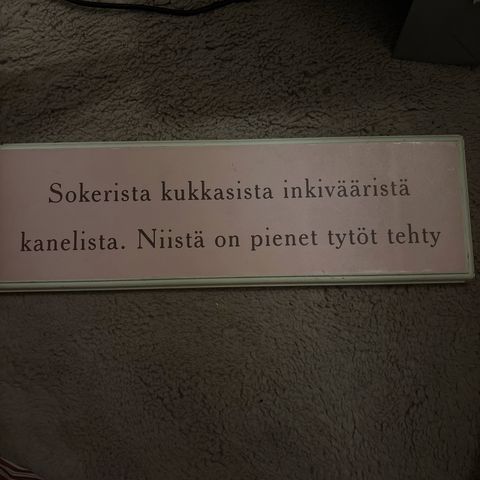 Sokerista kukkasista inkivääristä
kanelista. Niistä on pienet tytöt tehty